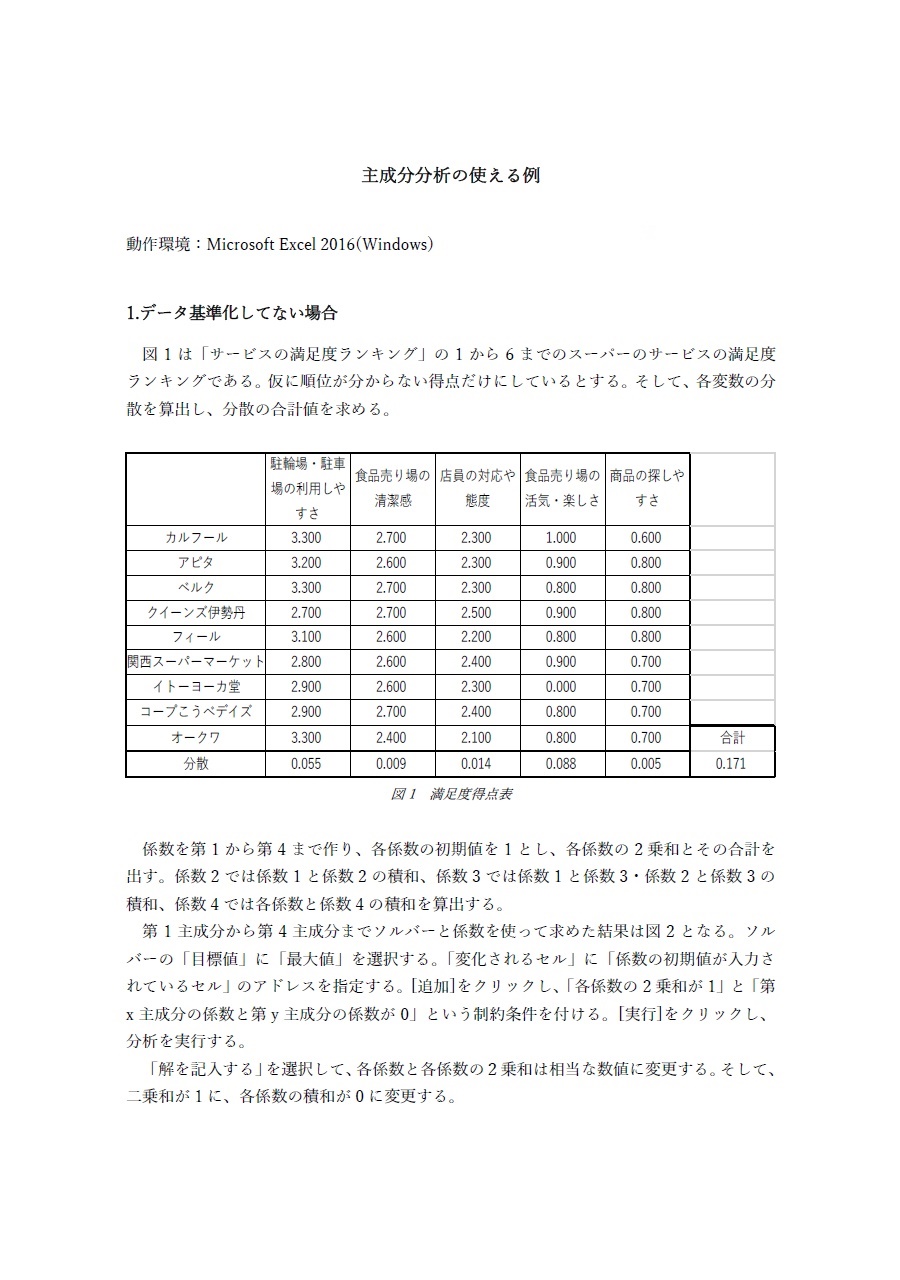 主成分分析の使える例
動作環境：Microsoft Excel 2016(Windows)
1.データ基準化してない場合
図 1 は「サービスの満足度ランキング」の 1 から 6 までのスーパーのサービスの満足度
ランキングである。仮に順位が分からない得点だけにしているとする。そして、各変数の分
散を算出し、分散の合計値を求める。
駐輪場・駐車
場の利用しや
すさ
食品売り場の
清潔感
店員の対応や
態度
食品売り場の
活気・楽しさ
商品の探しや
すさ
カルフール 3.300 2.700 2.300 1.000 0.600
アピタ 3.200 2.600 2.300 0.900 0.800
ベルク 3.300 2.700 2.300 0.800 0.800
クイーンズ伊勢丹 2.700 2.700 2.500 0.900 0.800
フィール 3.100 2.600 2.200 0.800 0.800
関西スーパーマーケット 2.800 2.600 2.400 0.900 0.700
イトーヨーカ堂 2.900 2.600 2.300 0.000 0.700
コープこうべデイズ 2.900 2.700 2.400 0.800 0.700
オークワ 3.300 2.400 2.100 0.800 0.700 合計
分散 0.055 0.009 0.014 0.088 0.005 0.171
図 1 満足度得点表
係数を第 1 から第 4 まで作り、各係数の初期値を 1 とし、各係数の 2 乗和とその合計を
出す。係数 2 では係数 1 と係数 2 の積和、係数 3 では係数 1 と係数 3・係数 2 と係数 3 の
積和、係数 4 では各係数と係数 4 の積和を算出する。
第 1 主成分から第 4 主成分までソルバーと係数を使って求めた結果は図 2 となる。ソル
バーの「目標値」に「最大値」を選択する。「変化されるセル」に「係数の初期値が入力さ
れているセル」のアドレスを指定する。[追加]をクリックし、「各係数の 2 乗和が 1」と「第
x 主成分の係数と第 y 主成分の係数が 0」という制約条件を付ける。[実行]をクリックし、
分析を実行する。
「解を記入する」を選択して、各係数と各係数の 2 乗和は相当な数値に変更する。そして、
二乗和が 1 に、各係数の積和が 0 に変更する。